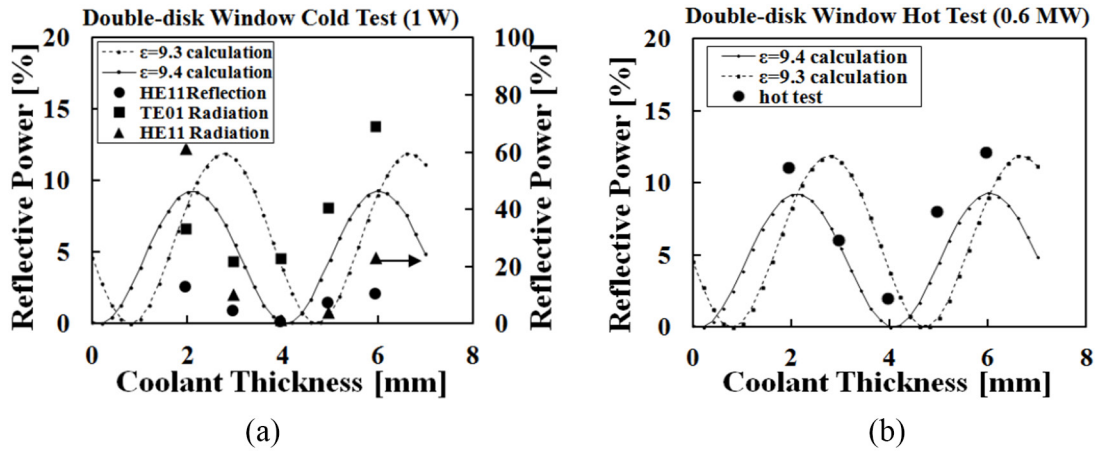 Double-disk Window Cold Test (1 W)
ε=9.3 calculation
ε=9.4 calculation
HE11Reflection
TE01 Radiation
HE11 Radiation
Reflective Power [%]
20
15
10
5
0
Reflective Power [%]
100
80
60
40
20
0
0 2 4 6 8
Coolant Thickness [mm]
(a)
Double-disk Window Hot Test (0.6 MW)
ε=9.4 calculation
ε=9.3 calculation
hot test
Reflective Power [%]
20
15
10
5
0
0 2 4 6 8
Coolant Thickness [mm]
(b)